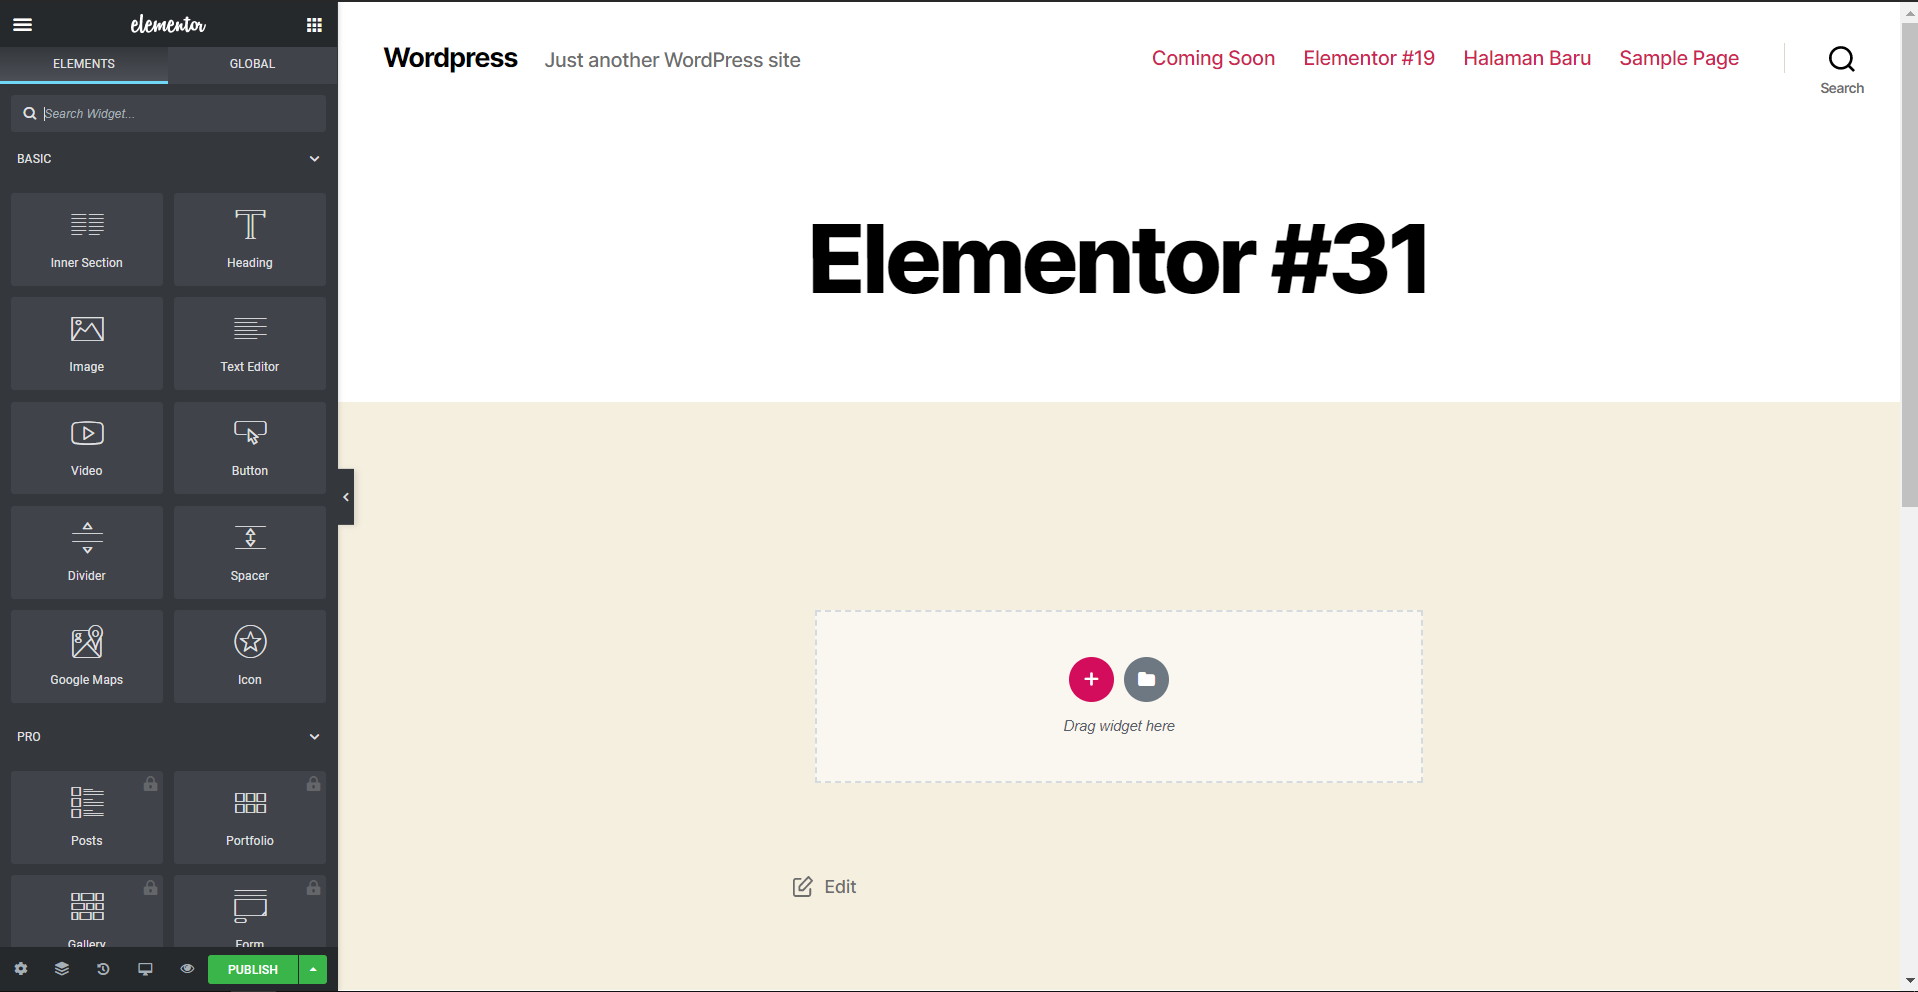 elementor
ELEMENTS
GLOBAL
Search Widget...
BASIC
Inner Section
Heading
Image
Text Editor
Video
Button
Divider
Spacer
Google Maps
Icon
PRO
Posts
Portfolio
Gallery
Form
PUBLISH
Wordpress
Just another WordPress site
Coming Soon
Elementor #19
Halaman Baru
Sample Page
Search
Elementor #31
Drag widget here
Edit